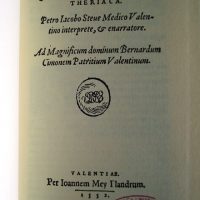 THERIACA.
Petro Iacobo Steue Medico Valen-
tino interprete, & enarratore.
Ad Magnificum dominum Bernardum
Cimonem Patritium Valentinum.
VALENTIAE.
Per Ioannem Mey Flandrum.
1552.